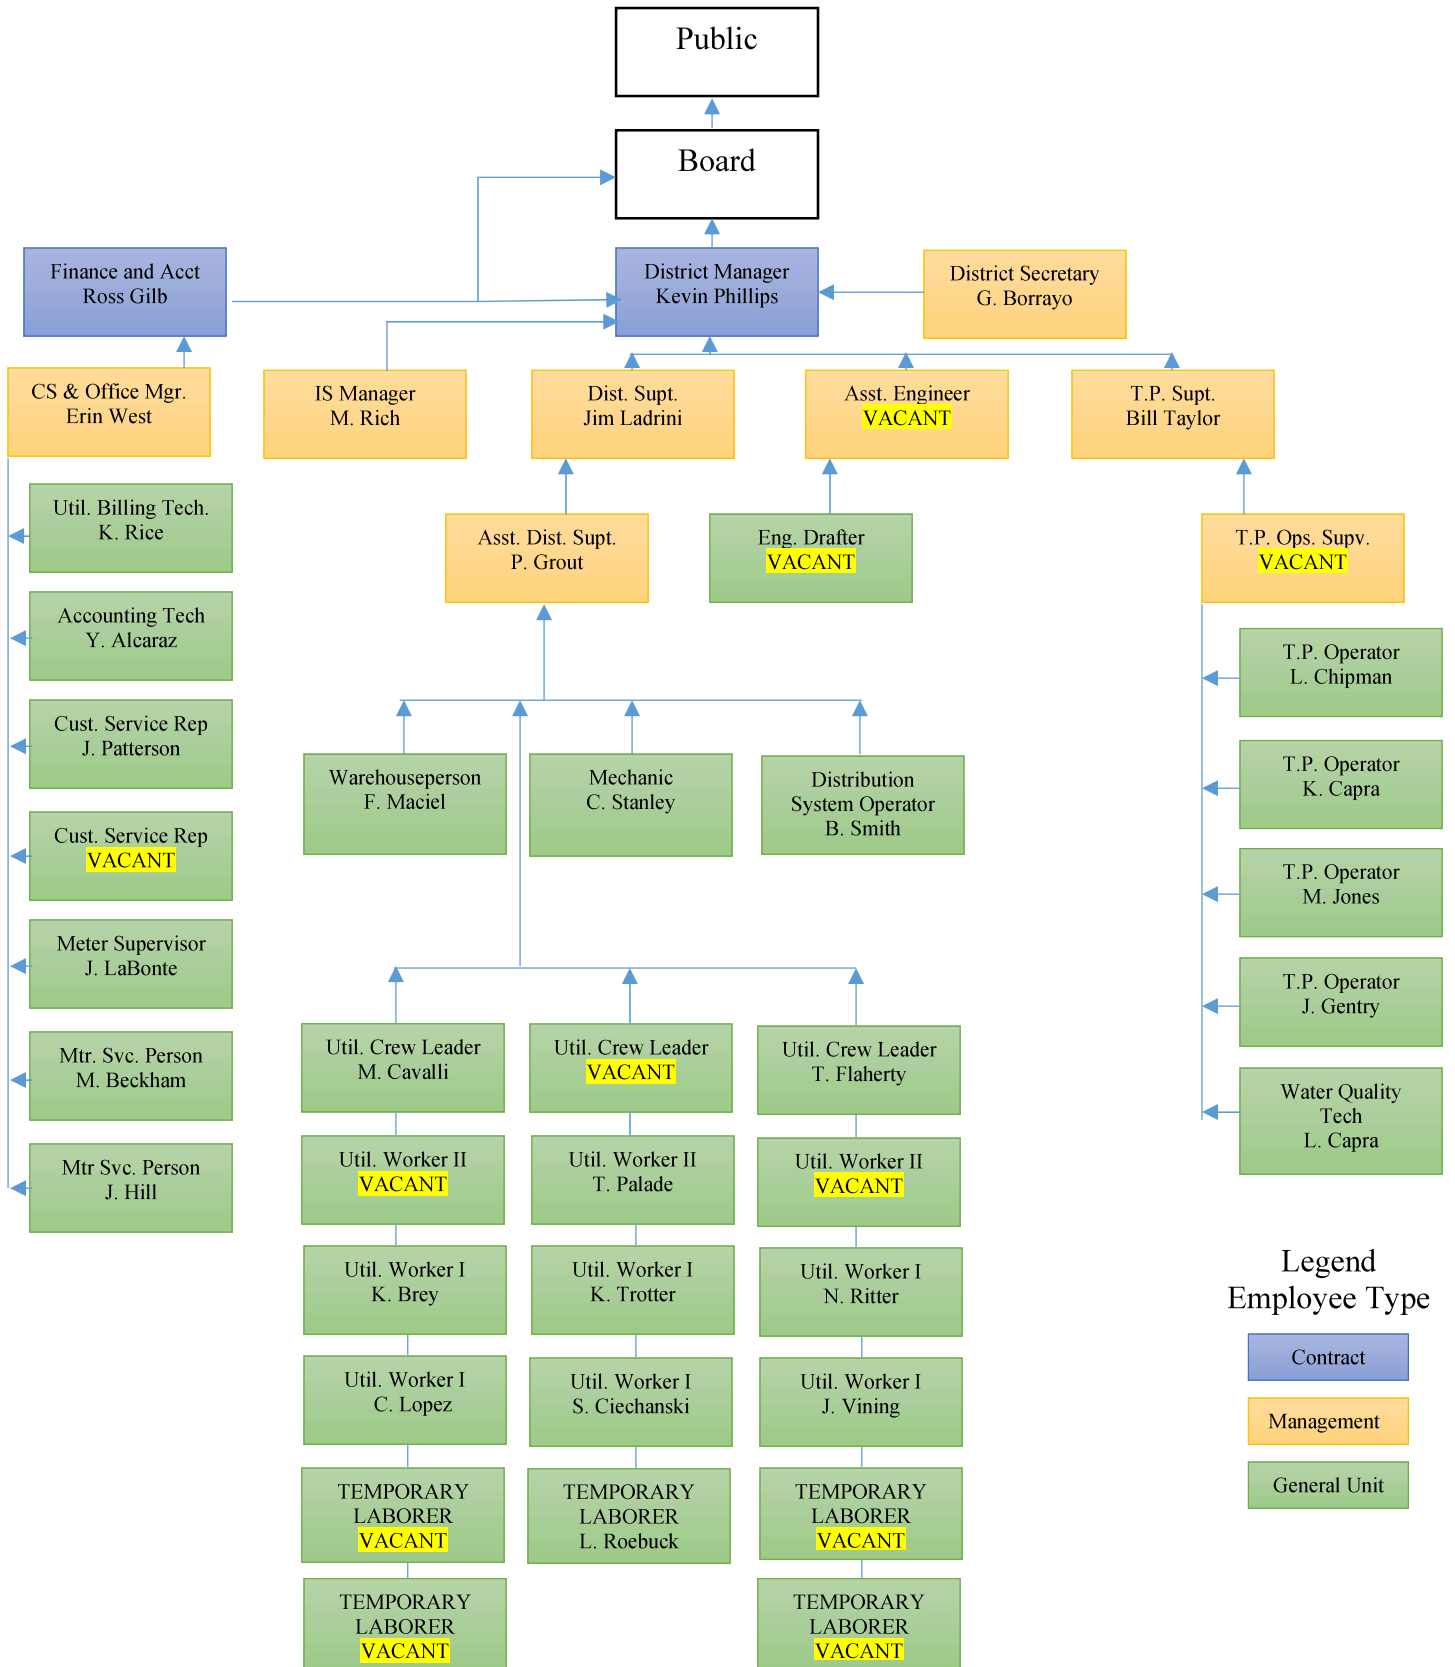 Public
Board
Finance and Acct
Ross Gilb
District Manager
Kevin Phillips
District Secretary
G. Borrayo
CS & Office Mgr.
Erin West
IS Manager
M. Rich
Dist. Supt.
Jim Ladrini
Asst. Engineer
VACANT
T.P. Supt.
Bill Taylor
Util. Billing Tech.
K. Rice
Accounting Tech
Y. Alcaraz
Cust. Service Rep
J. Patterson
Cust. Service Rep
VACANT
Meter Supervisor
J. LaBonte
Mtr. Svc. Person
M. Beckham
Mtr Svc. Person
J. Hill
Asst. Dist. Supt.
P. Grout
Eng. Drafter
VACANT
T.P. Ops. Supv.
VACANT
Warehouseperson
F. Maciel
Mechanic
C. Stanley
Distribution
System Operator
B. Smith
Util. Crew Leader
M. Cavalli
Util. Worker II
VACANT
Util. Worker I
K. Brey
Util. Worker I
C. Lopez
TEMPORARY
LABORER
VACANT
TEMPORARY
LABORER
VACANT
Util. Crew Leader
VACANT
Util. Worker II
T. Palade
Util. Worker I
K. Trotter
Util. Worker I
S. Ciechanski
TEMPORARY
LABORER
L. Roebuck
Util. Crew Leader
T. Flaherty
Util. Worker II
VACANT
Util. Worker I
N. Ritter
Util. Worker I
J. Vining
TEMPORARY
LABORER
VACANT
TEMPORARY
LABORER
VACANT
T.P. Operator
L. Chipman
T.P. Operator
K. Capra
T.P. Operator
M. Jones
T.P. Operator
J. Gentry
Water Quality
Tech
L. Capra
Legend
Employee Type
Contract
Management
General Unit